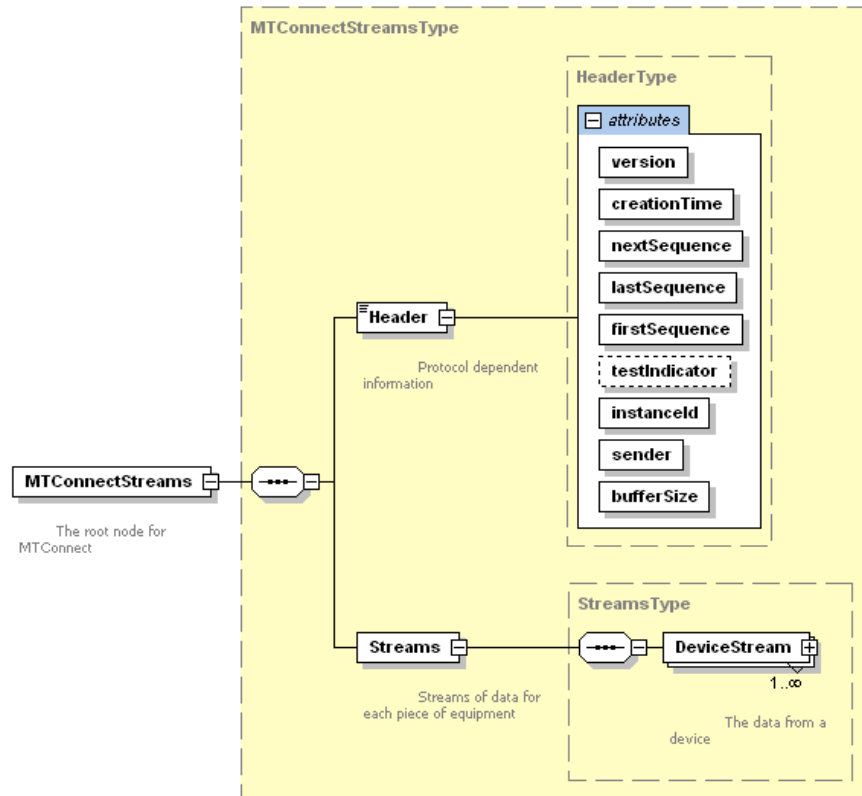 MTConnectStreamsType
HeaderType
attributes
version
creationTime
nextSequence
lastSequence
firstSequence
testIndicator
instanceId
sender
bufferSize
Header
Protocol dependent
information
MTConnectStreams
The root node for
MTConnect
StreamsType
Streams
DeviceStream
1..∞
Streams of data for
each piece of equipment
The data from a
device